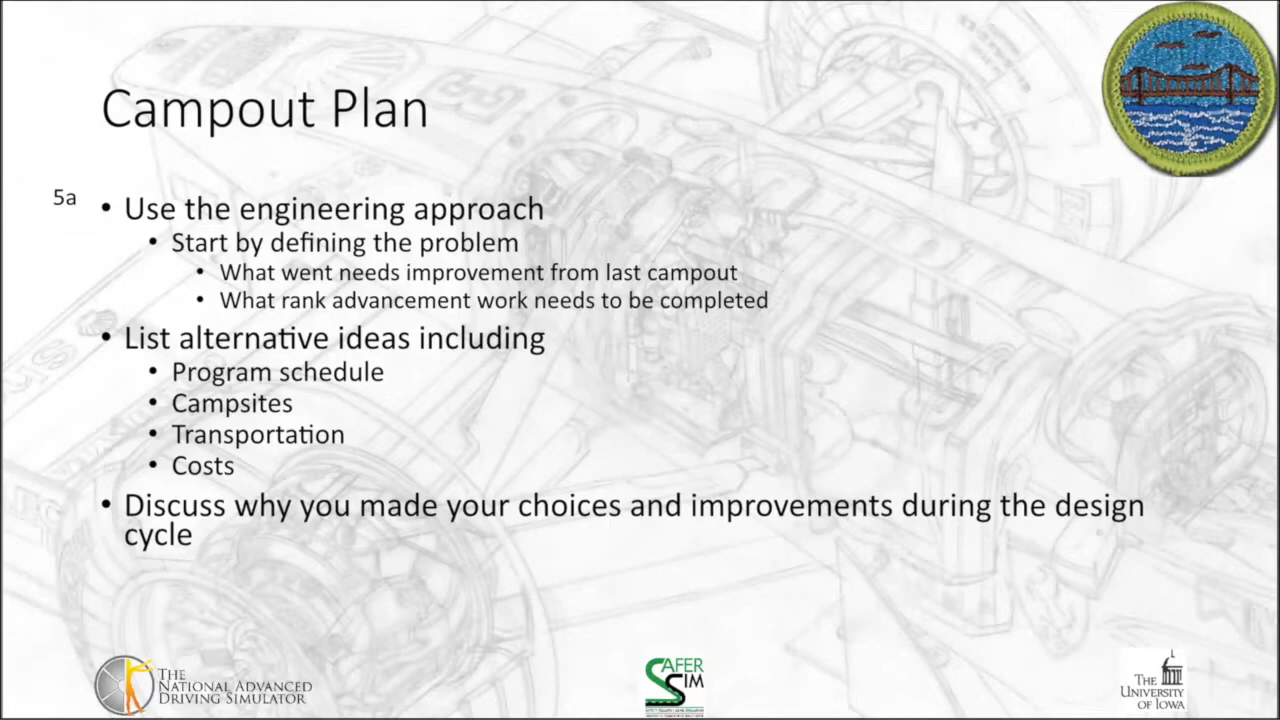 Campout Plan
5a
• Use the engineering approach
• Start by defining the problem
• What went needs improvement from last campout
• What rank advancement work needs to be completed
• List alternative ideas including
• Program schedule
• Campsites
• Transportation
• Costs
• Discuss why you made your choices and improvements during the design
cycle
THE
NATIONAL ADVANCED
DRIVING SIMULATOR
SAFER
SIM
THE
UNIVERSITY
OF IOWA